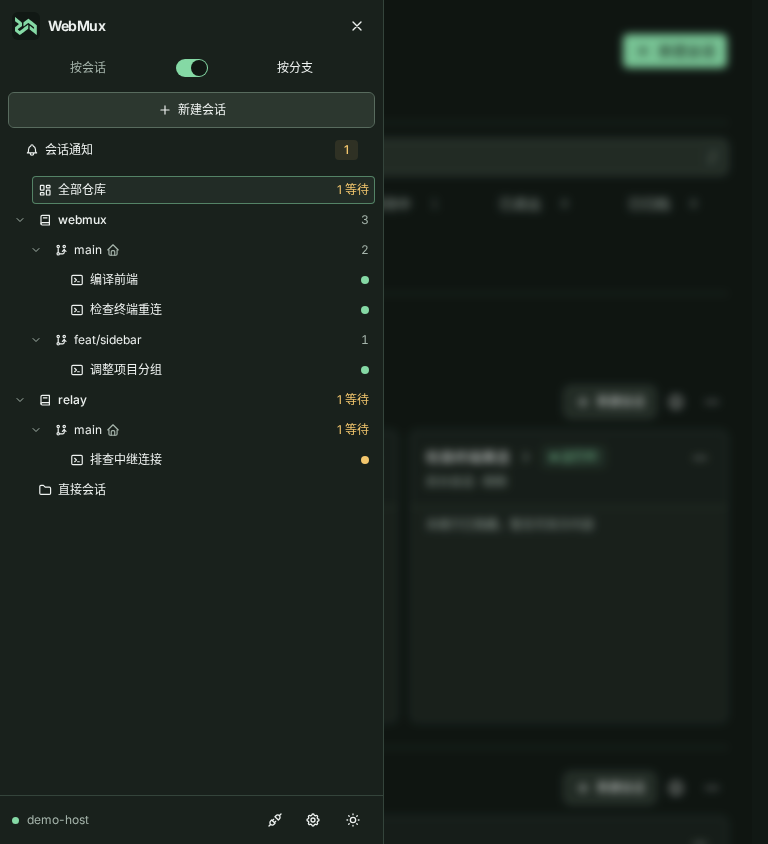 WebMux
按会话 按分支
新建会话
会话通知 1
全部仓库 1 等待
webmux 3
main 2
编译前端
检查终端重连
feat/sidebar 1
调整项目分组
relay 1 等待
main 1 等待
排查中继连接
直接会话
demo-host